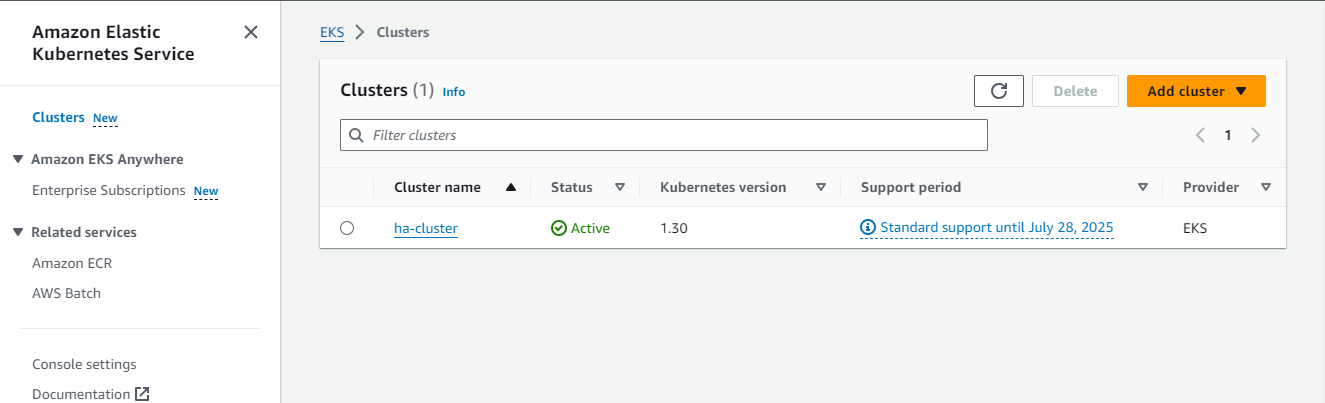 Amazon Elastic
Kubernetes Service
Clusters New
Amazon EKS Anywhere
Enterprise Subscriptions New
Related services
Amazon ECR
AWS Batch
Console settings
Documentation
EKS Clusters
Clusters (1) Info
Delete
Add cluster
Filter clusters
1
Cluster name Status Kubernetes version Support period Provider
ha-cluster Active 1.30 Standard support until July 28, 2025 EKS